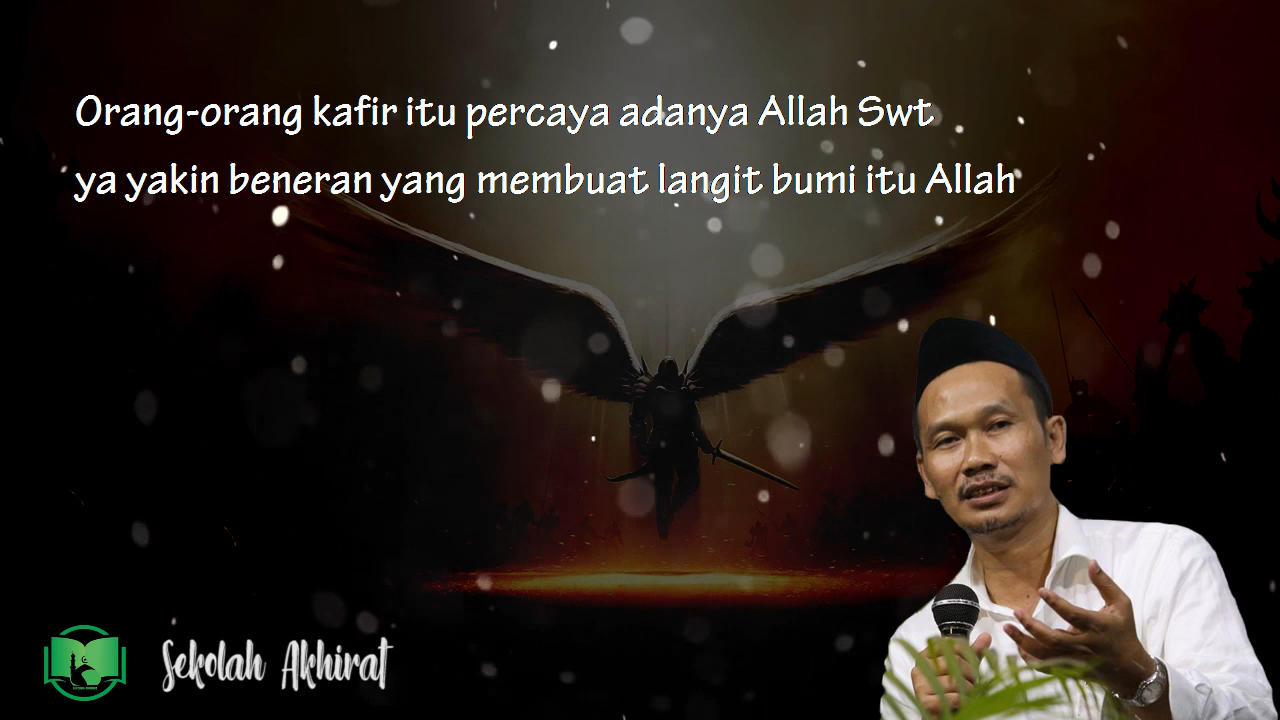 Orang-orang kafir itu percaya adanya Allah Swt
ya yakin beneran yang membuat langit bumi itu Allah
Sekolah Akhirat